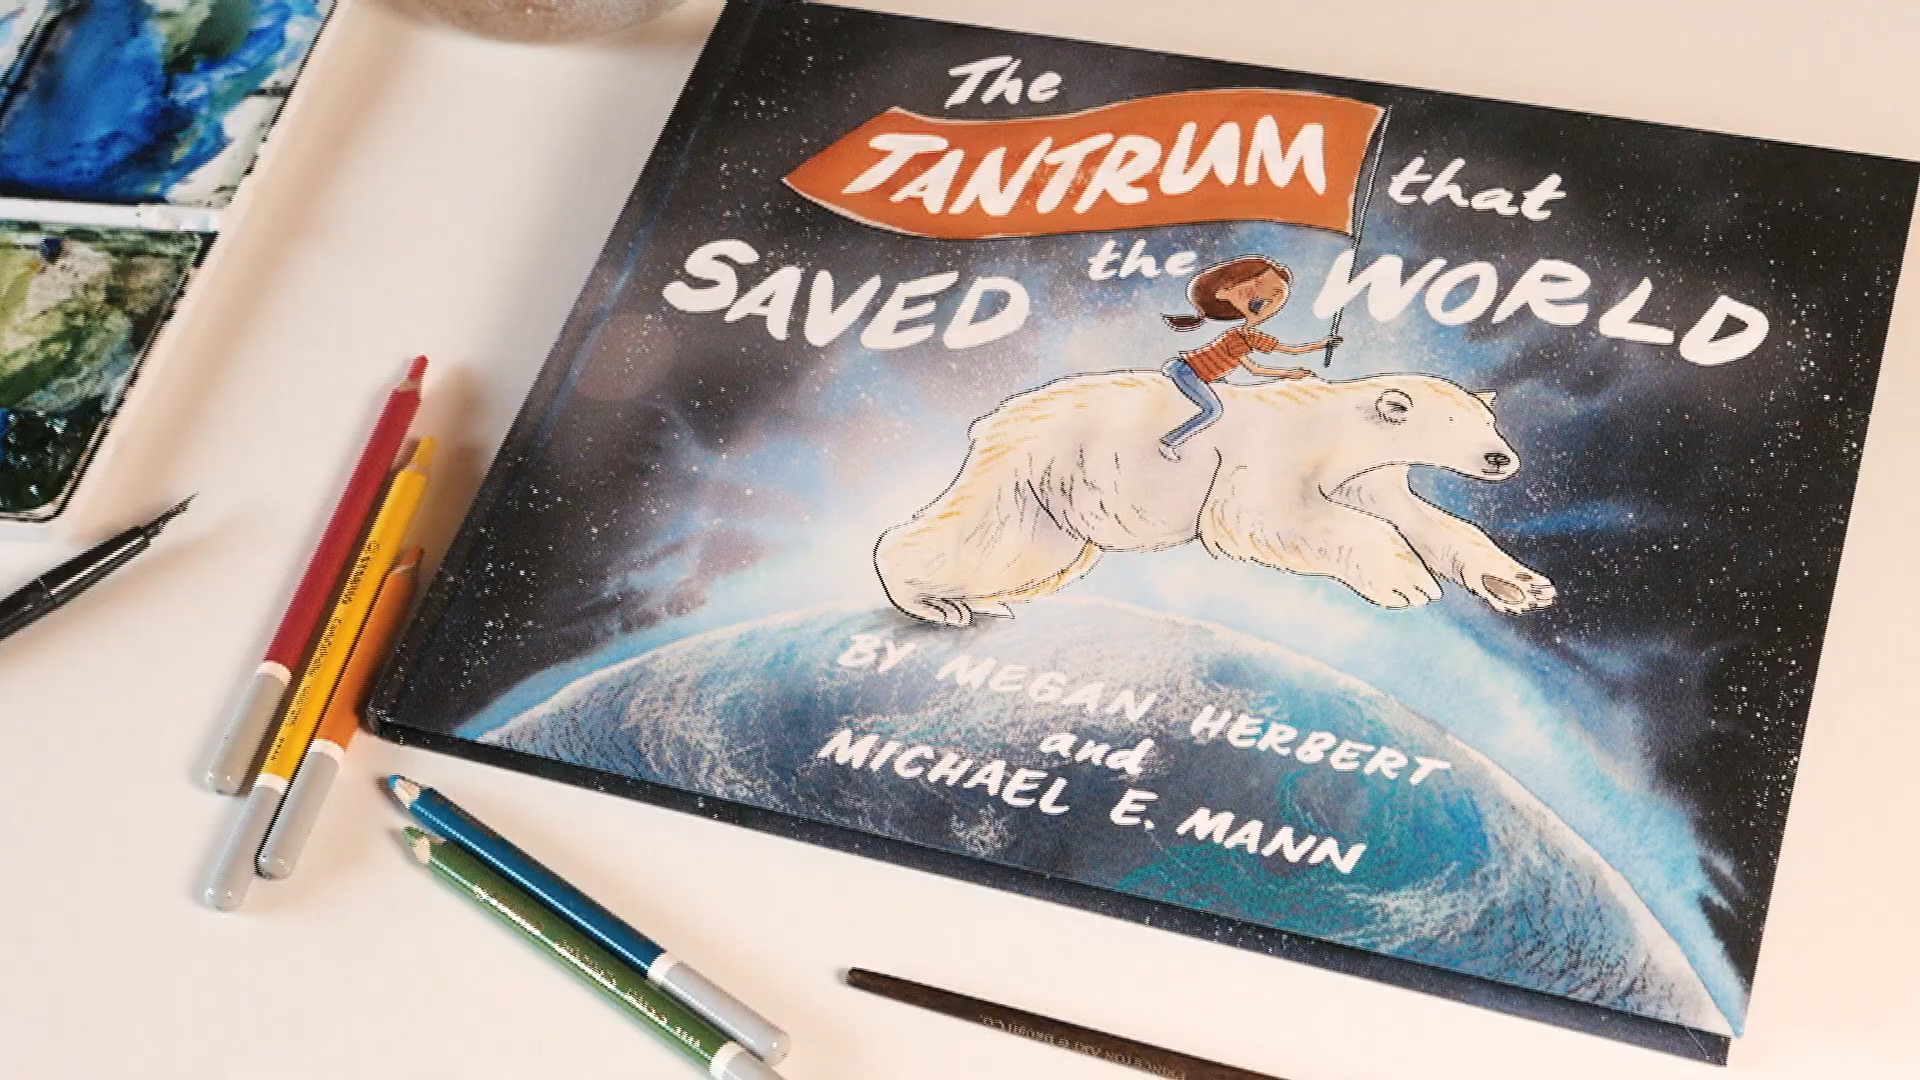 The
TANTRUM that
SAVED the WORLD
BY MEGAN HERBERT
and
MICHAEL E. MANN